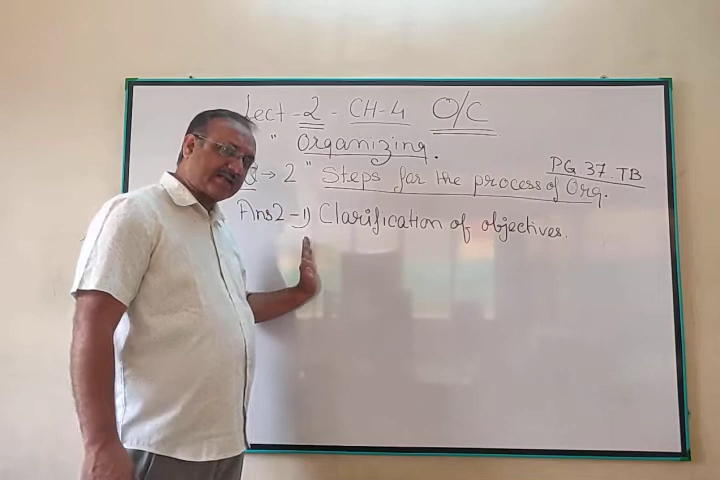 Lect - 2 - CH-4 O/C
" Organizing.
PG 37. TB
Q → 2 " Steps for the process of Org.
Ans2 - 1) Clarification of objectives.